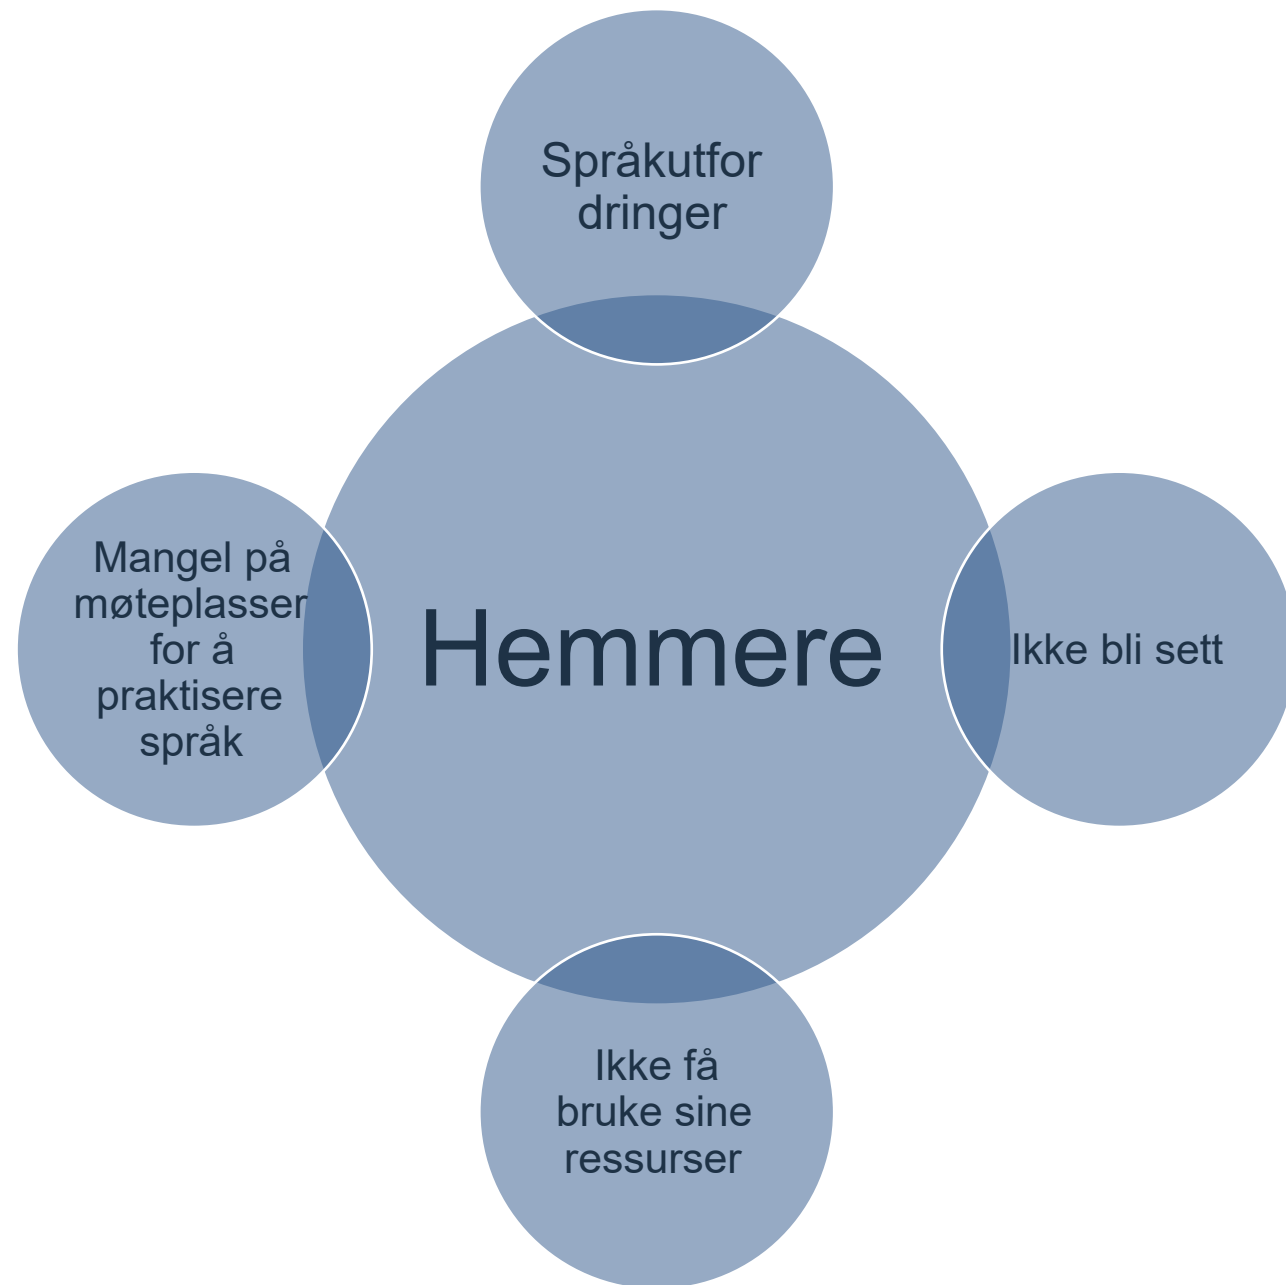 Språkutfor
dringer
Mangel på
møteplasser
for å
praktisere
språk
Hemmere
Ikke bli sett
Ikke få
bruke sine
ressurser